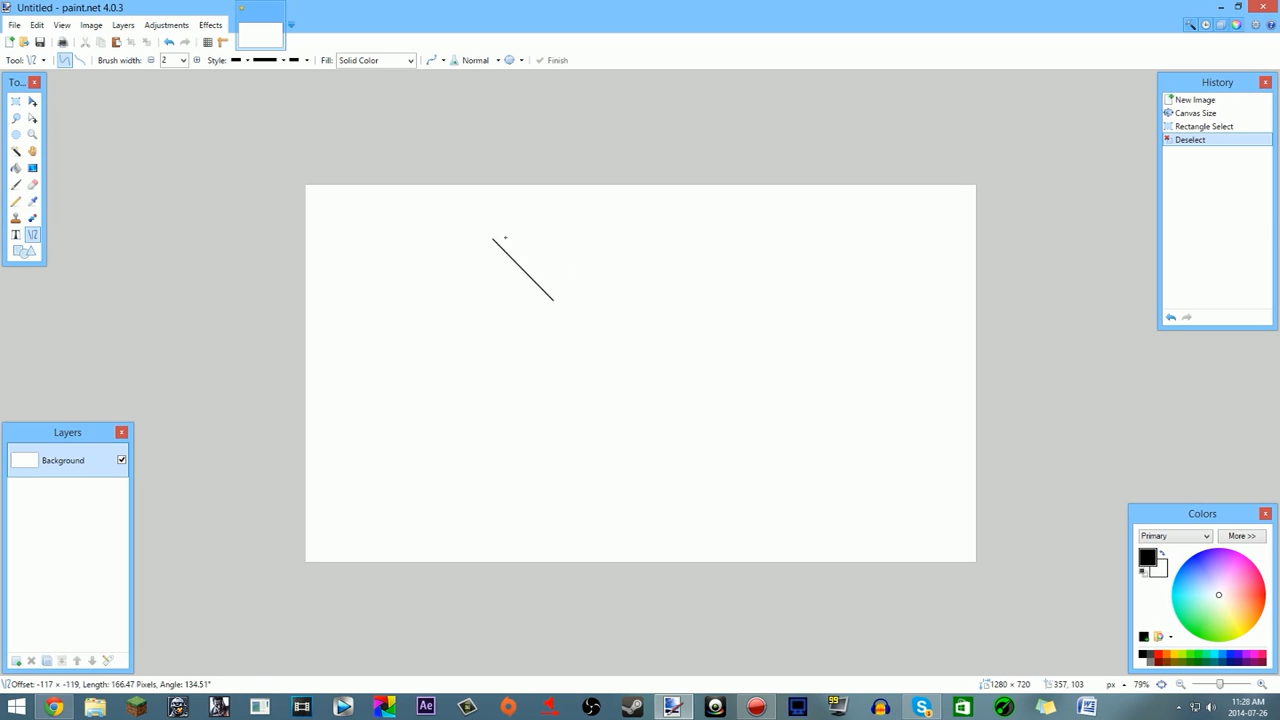 Untitled - paint.net 4.0.3
File Edit View Image Layers Adjustments Effects
Tool: Brush width: 2 Style: Fill: Solid Color Normal Finish
To...
T
History
New Image
Canvas Size
Rectangle Select
Deselect
Layers
Background
Colors
Primary More >>
Offset: -117 × -119, Length: 166.47 Pixels, Angle: 134.51°
1280 × 720 357, 103 px 79%
Ae 99 S W 11:28 AM
2014-07-26